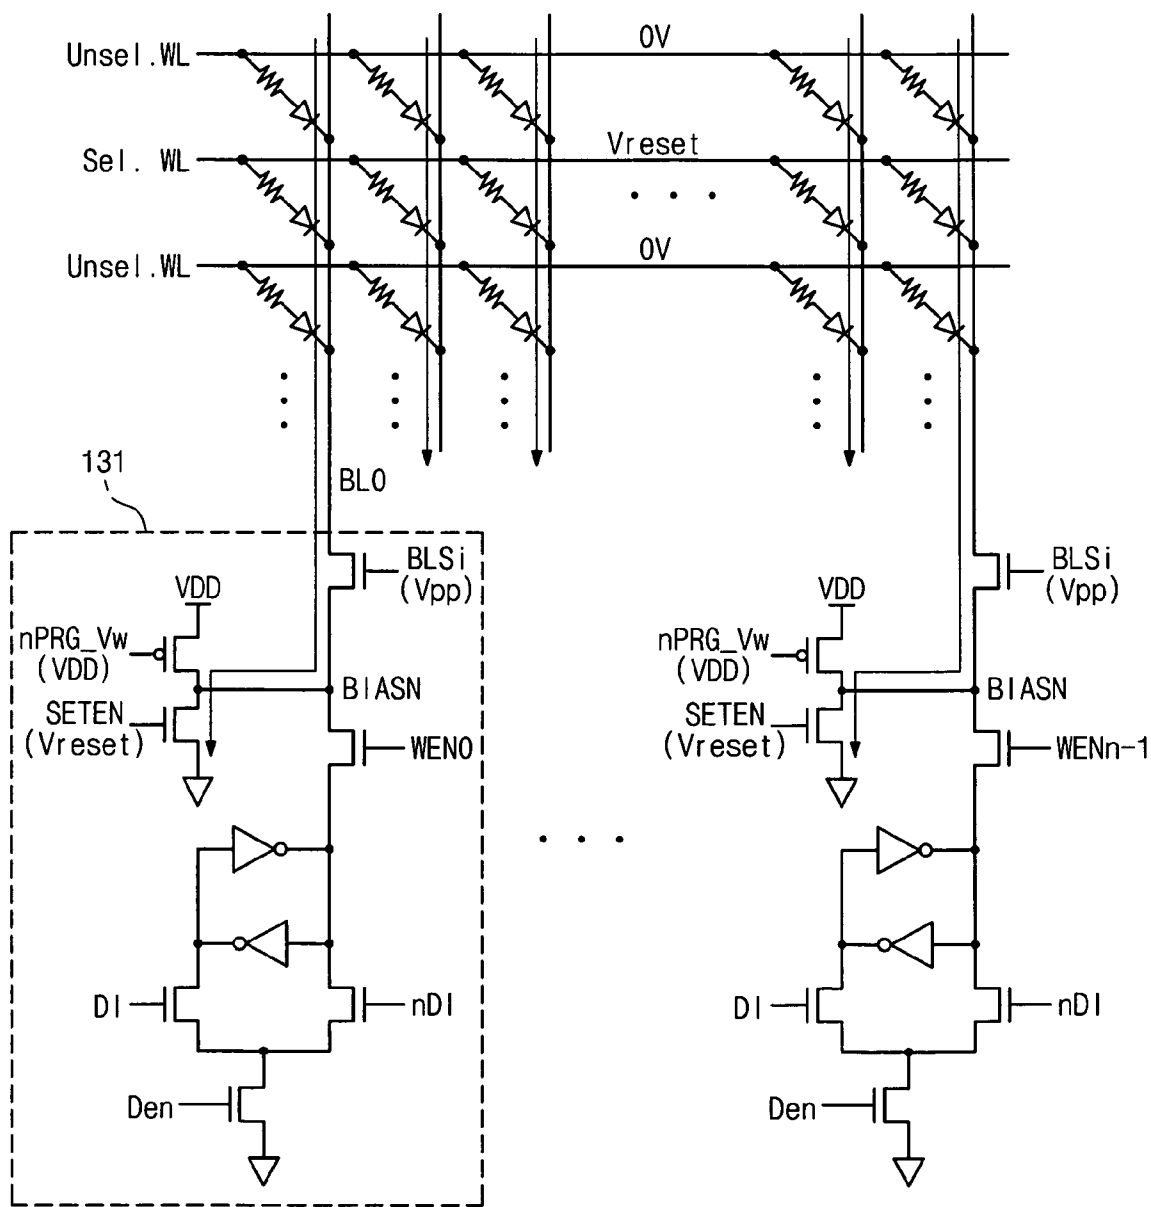 Unsel.WL
0V
Sel. WL
Vreset
Unsel.WL
0V
131
BL0
BLSi
(Vpp)
VDD
nPRG_Vw
(VDD)
BIASN
SETEN
(Vreset)
WEN0
DI
nDI
Den
BLSi
(Vpp)
VDD
nPRG_Vw
(VDD)
BIASN
SETEN
(Vreset)
WENn-1
DI
nDI
Den